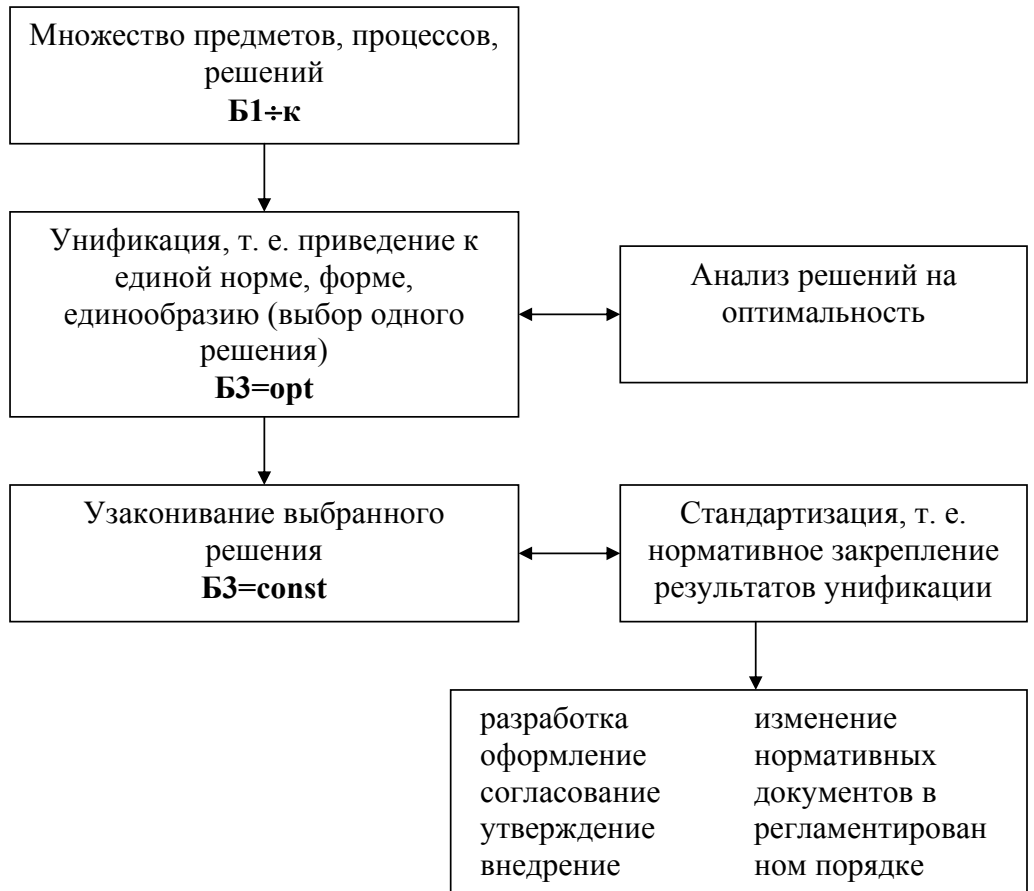 Множество предметов, процессов,
решений
Б1÷к
Унификация, т. е. приведение к
единой норме, форме,
единообразию (выбор одного
решения)
Б3=opt
Анализ решений на
оптимальность
Узаконивание выбранного
решения
Б3=const
Стандартизация, т. е.
нормативное закрепление
результатов унификации
разработка
оформление
согласование
утверждение
внедрение
изменение
нормативных
документов в
регламентирован
ном порядке